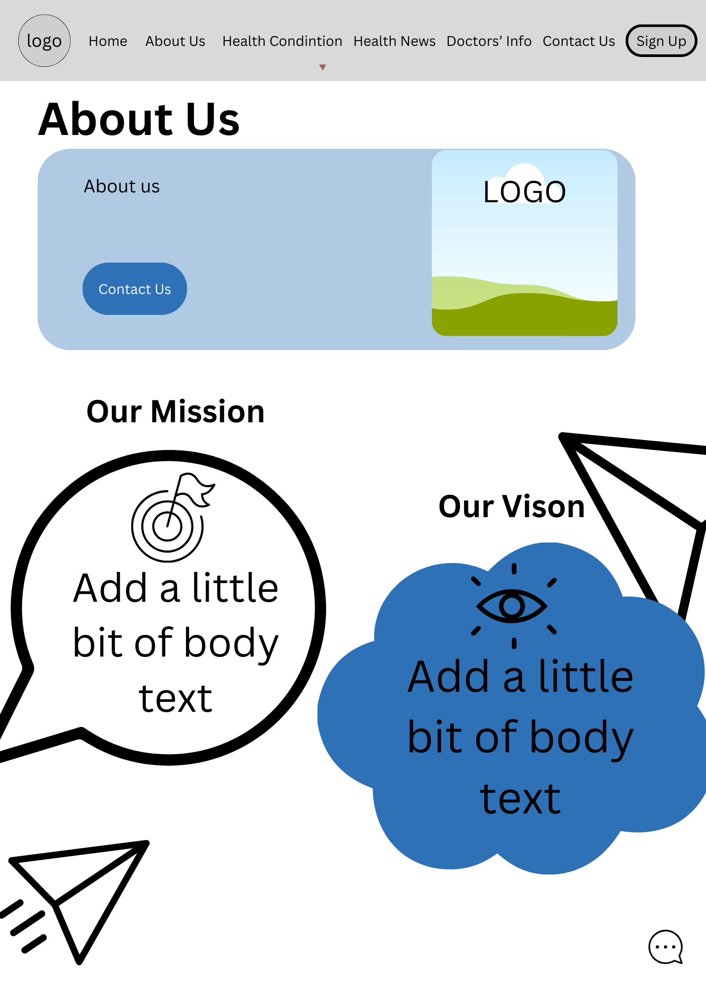 logo
Home About Us Health Condintion Health News Doctors’ Info Contact Us Sign Up
About Us
About us
LOGO
Contact Us
Our Mission
Add a little
bit of body
text
Our Vison
Add a little
bit of body
text